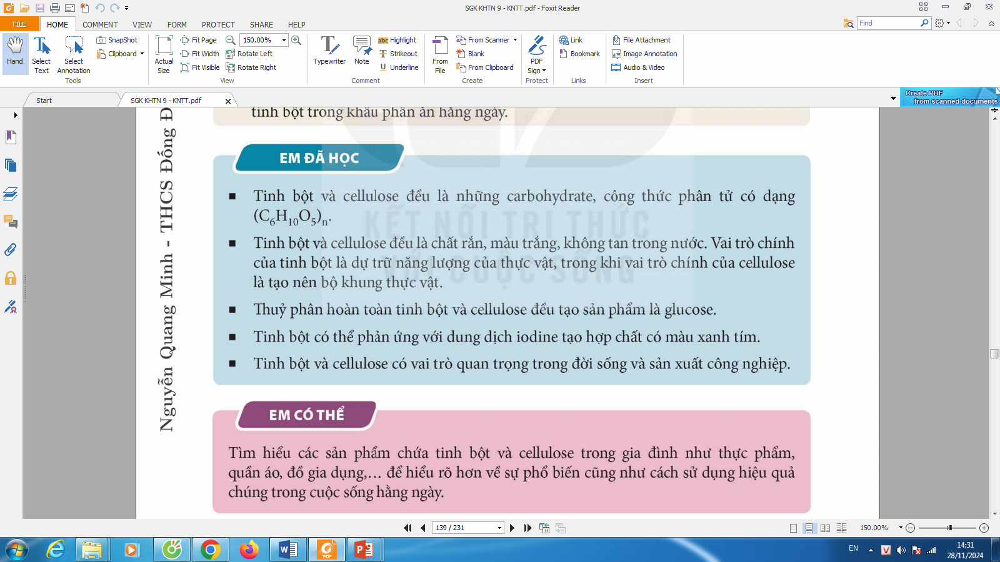 SGK KHTN 9 - KNTT.pdf - Foxit Reader
FILE HOME COMMENT VIEW FORM PROTECT SHARE HELP
Find
Hand
Select Text
Select Annotation
SnapShot
Clipboard
Tools
Actual Size
Fit Page
Fit Width
Fit Visible
150.00%
Rotate Left
Rotate Right
View
Typewriter
Note
Highlight
Strikeout
Underline
Comment
From File
From Scanner
Blank
From Clipboard
Create
PDF Sign
Protect
Link
Bookmark
Links
File Attachment
Image Annotation
Audio & Video
Insert
Start
SGK KHTN 9 - KNTT.pdf
Create PDF
from scanned documents
Nguyễn Quang Minh - THCS Đống Đ
tinh bột trong khẩu phần ăn hằng ngày.
EM ĐÃ HỌC
KẾT NỐI TRI THỨC
VỚI CUỘC SỐNG
▪ Tinh bột và cellulose đều là những carbohydrate, công thức phân tử có dạng
(C₆H₁₀O₅)ₙ.
▪ Tinh bột và cellulose đều là chất rắn, màu trắng, không tan trong nước. Vai trò chính
của tinh bột là dự trữ năng lượng của thực vật, trong khi vai trò chính của cellulose
là tạo nên bộ khung thực vật.
▪ Thuỷ phân hoàn toàn tinh bột và cellulose đều tạo sản phẩm là glucose.
▪ Tinh bột có thể phản ứng với dung dịch iodine tạo hợp chất có màu xanh tím.
▪ Tinh bột và cellulose có vai trò quan trọng trong đời sống và sản xuất công nghiệp.
EM CÓ THỂ
Tìm hiểu các sản phẩm chứa tinh bột và cellulose trong gia đình như thực phẩm,
quần áo, đồ gia dụng,... để hiểu rõ hơn về sự phổ biến cũng như cách sử dụng hiệu quả
chúng trong cuộc sống hằng ngày.
139 / 231
150.00%
EN
14:31
28/11/2024